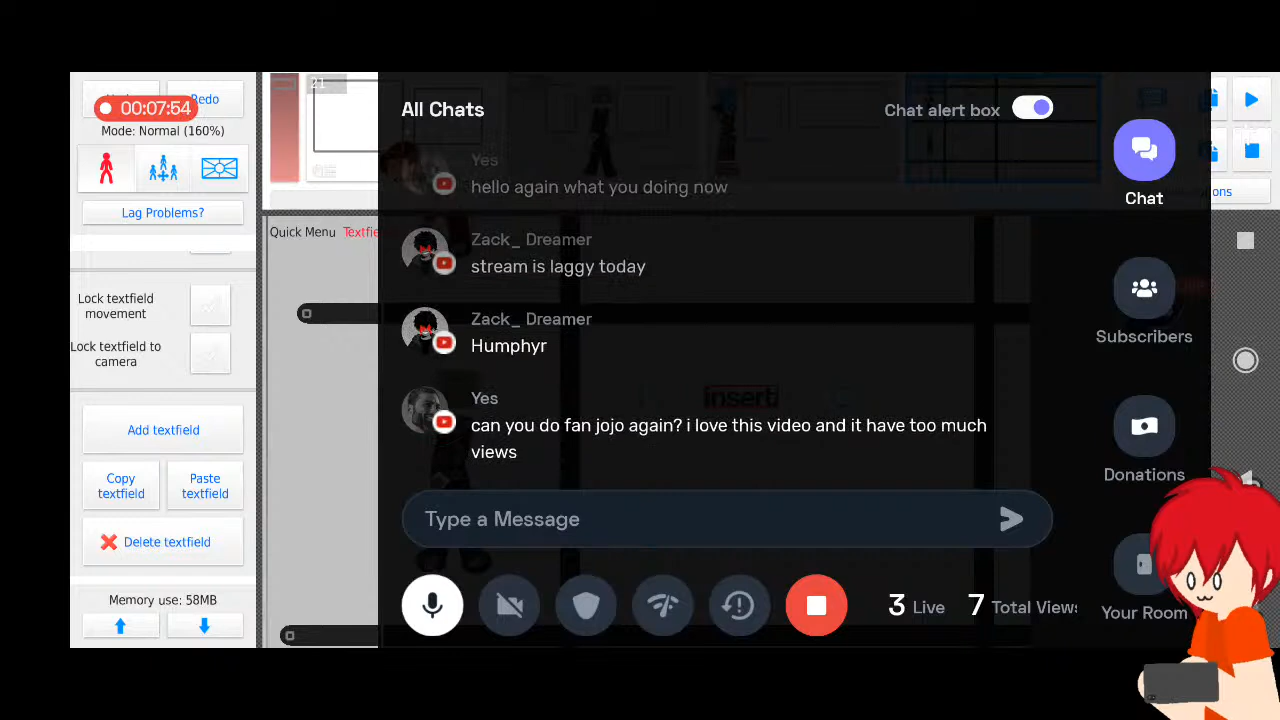 Redo
00:07:54
Mode: Normal (160%)
Lag Problems?
Lock textfield
movement
Lock textfield to
camera
Add textfield
Copy
textfield
Paste
textfield
Delete textfield
Memory use: 58MB
21
Quick Menu Textfie
All Chats
Chat alert box
Yes
hello again what you doing now
Zack_ Dreamer
stream is laggy today
Zack_ Dreamer
Humphyr
insert
Yes
can you do fan jojo again? i love this video and it have too much
views
Type a Message
3 Live 7 Total Views
Chat
Subscribers
Donations
Your Room
ons